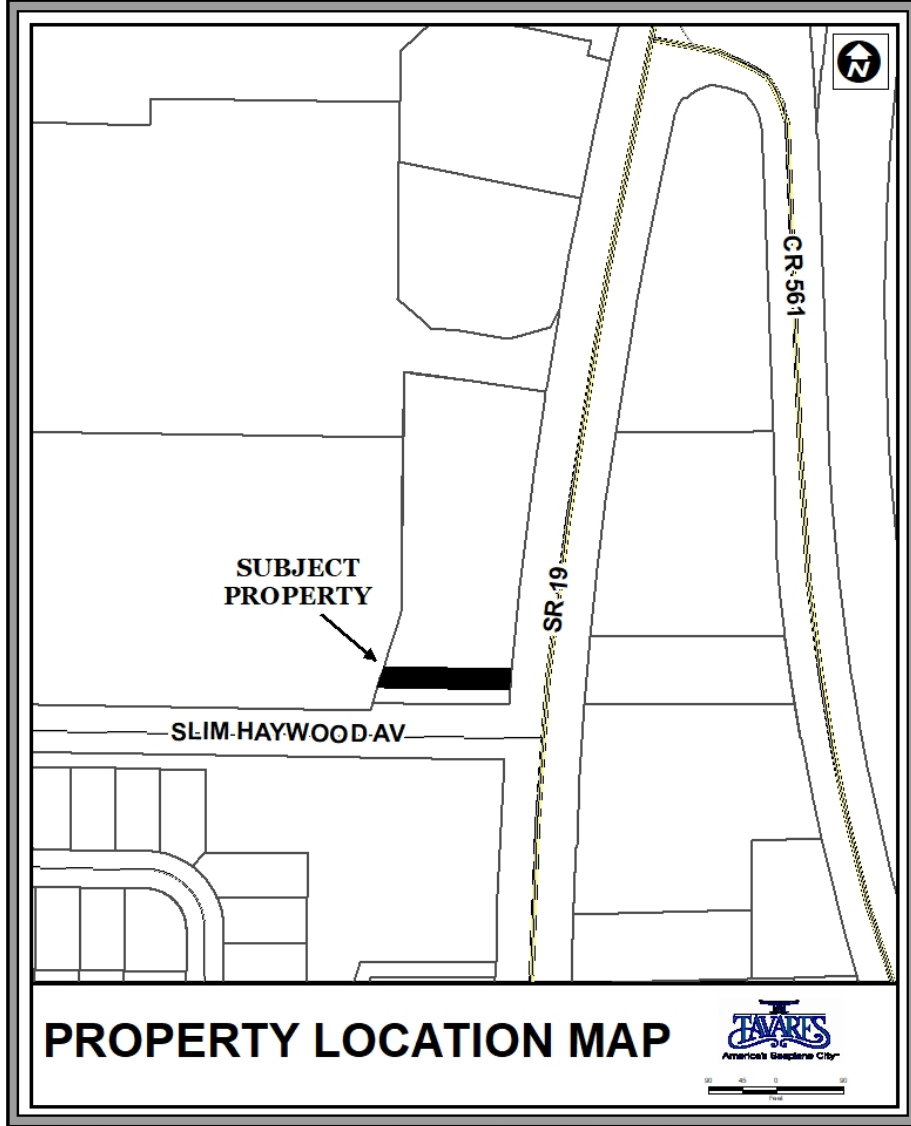 N
CR 561
SR 19
SUBJECT
PROPERTY
SLIM HAYWOOD AV
PROPERTY LOCATION MAP
TAVARES
America's Seaplane City
90 45 0 90
Feet